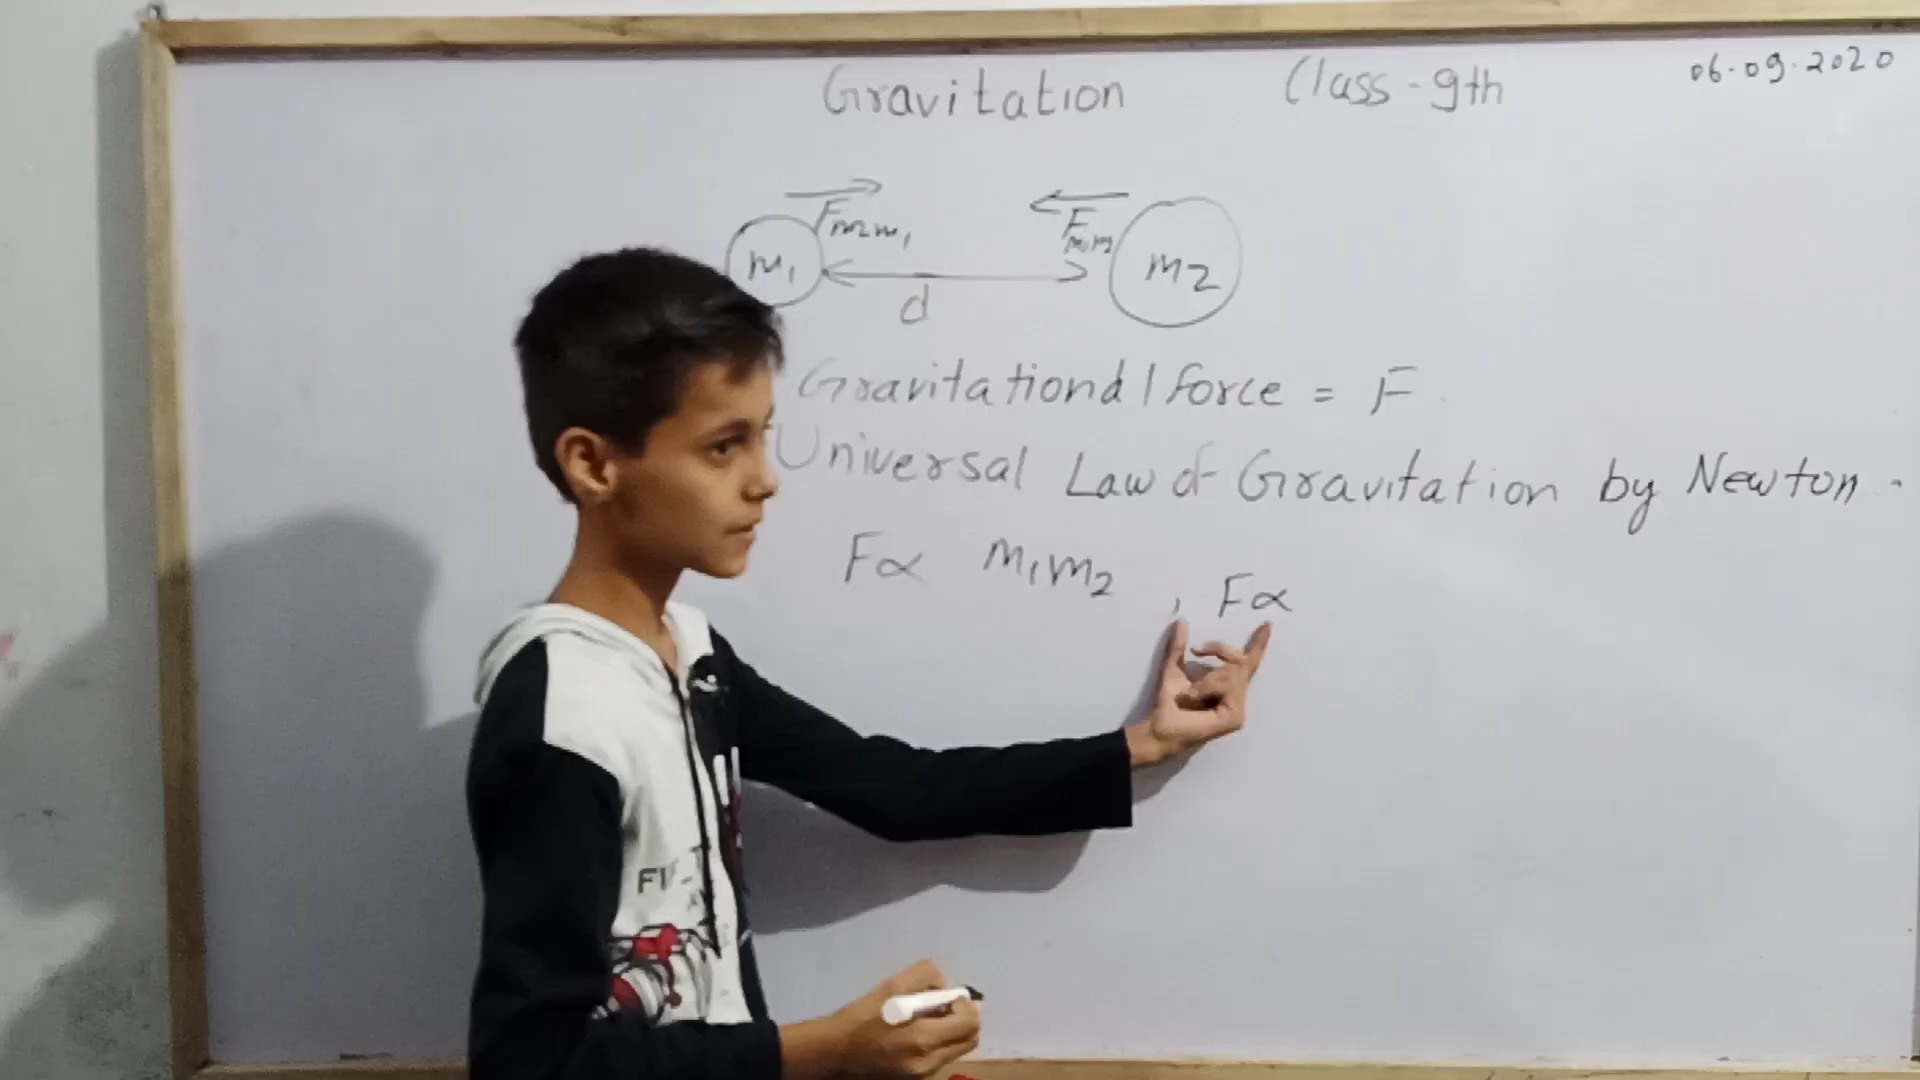 Gravitation Class-9th 06.09.2020
Fm2m1 Fm1m2
m1 m2
d
Gravitational force = F
Universal Law of Gravitation by Newton.
F∝ m1m2 , F∝